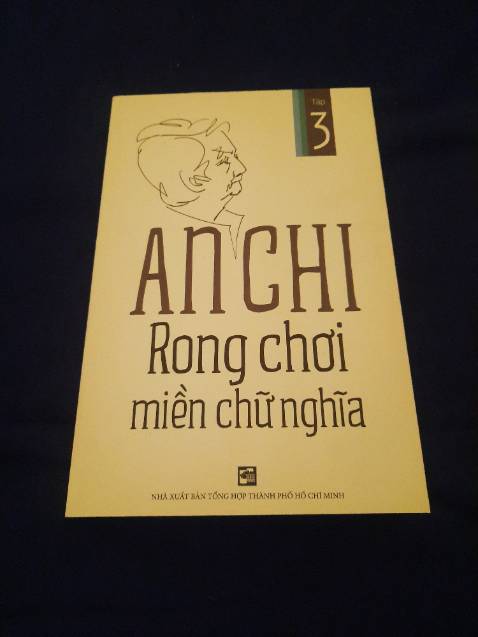 Tập
3
AN CHI
Rong chơi
miền chữ nghĩa
NHÀ XUẤT BẢN TỔNG HỢP THÀNH PHỐ HỒ CHÍ MINH